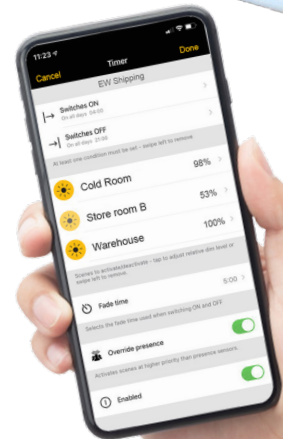 11:23
Cancel
Timer
Done
EW Shipping
Switches ON
On all days 04:00
Switches OFF
On all days 21:00
At least one condition must be set - swipe left to remove
Cold Room
98%
Store room B
53%
Warehouse
100%
Scenes to activate/deactivate - tap to adjust relative dim level or
swipe left to remove.
Fade time
5:00
Selects the fade time used when switching ON and OFF
Override presence
Activates scenes at higher priority than presence sensors.
Enabled